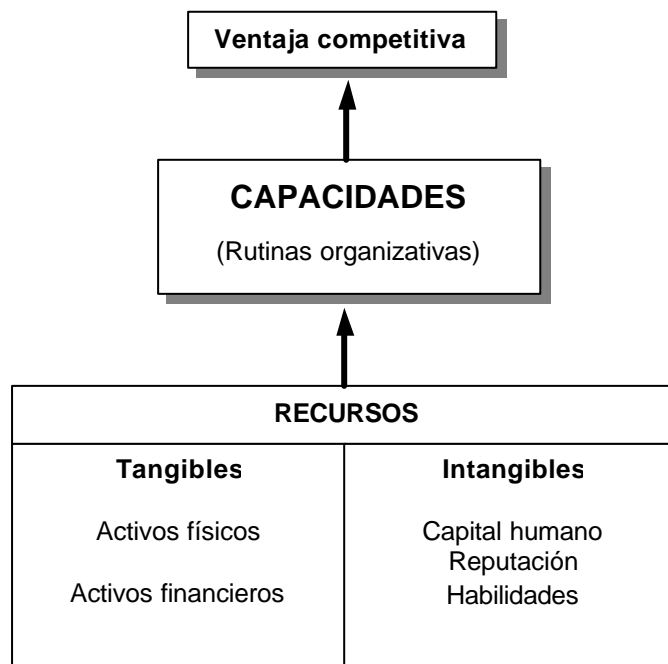 Ventaja competitiva
CAPACIDADES
(Rutinas organizativas)
RECURSOS
Tangibles
Activos físicos
Activos financieros
Intangibles
Capital humano
Reputación
Habilidades